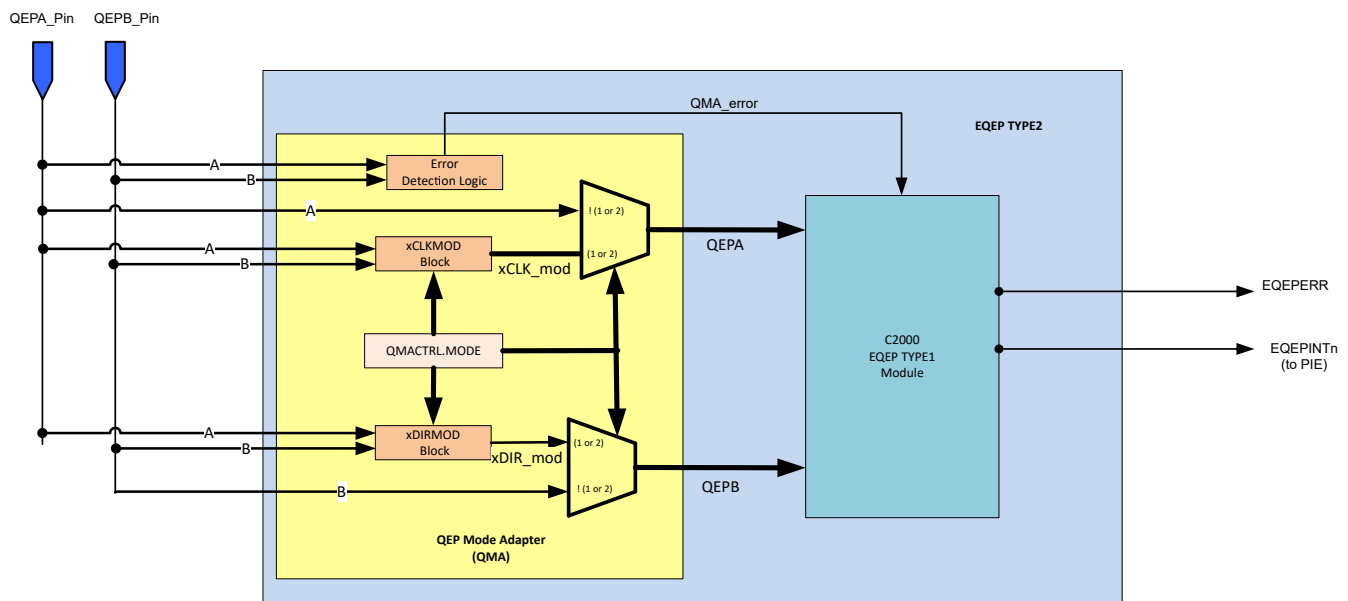 QEPA_Pin QEPB_Pin
QMA_error
EQEP TYPE2
A
Error
Detection Logic
B
A
! (1 or 2)
QEPA
A
xCLKMOD
Block
B
xCLK_mod
(1 or 2)
EQEPERR
QMACTRL.MODE
C2000
EQEP TYPE1
Module
EQEPINTn
(to PIE)
A
xDIRMOD
Block
B
xDIR_mod
(1 or 2)
QEPB
B
! (1 or 2)
QEP Mode Adapter
(QMA)